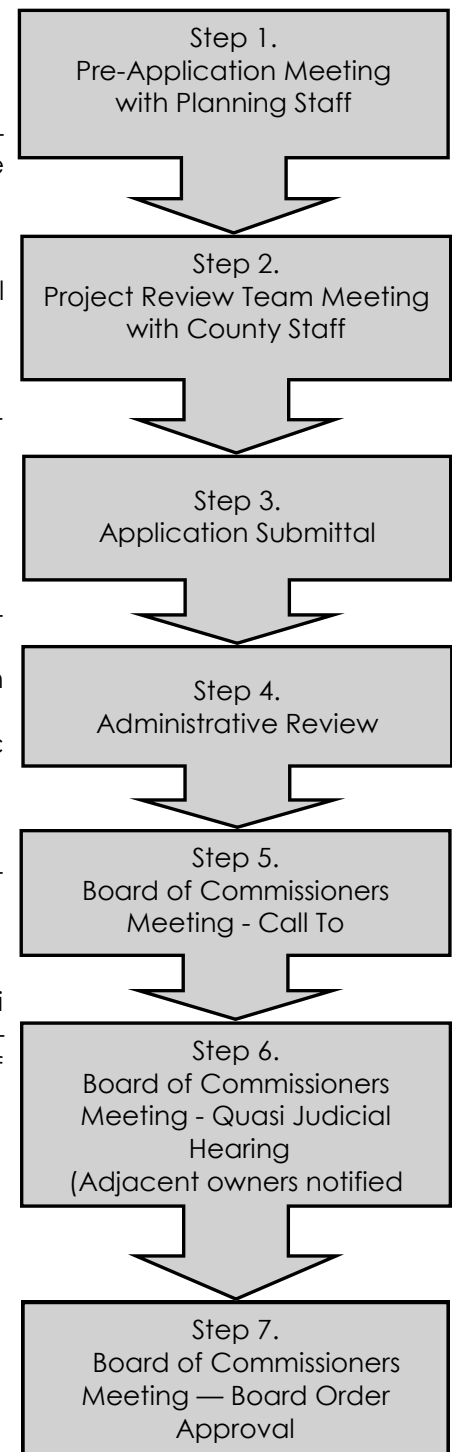 Step 1.
Pre-Application Meeting
with Planning Staff
Step 2.
Project Review Team Meeting
with County Staff
Step 3.
Application Submittal
Step 4.
Administrative Review
Step 5.
Board of Commissioners
Meeting - Call To
Step 6.
Board of Commissioners
Meeting - Quasi Judicial
Hearing
(Adjacent owners notified
Step 7.
Board of Commissioners
Meeting — Board Order
Approval